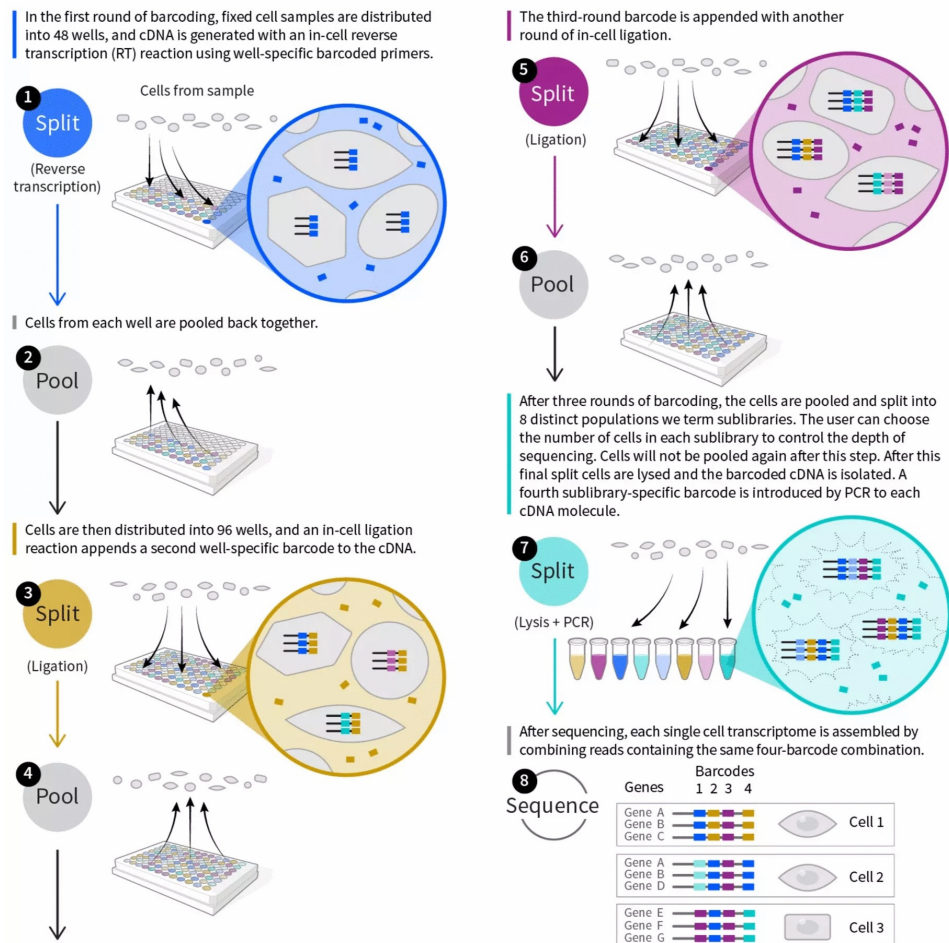 In the first round of barcoding, fixed cell samples are distributed
into 48 wells, and cDNA is generated with an in-cell reverse
transcription (RT) reaction using well-specific barcoded primers.
1
Split
(Reverse
transcription)
Cells from sample
Cells from each well are pooled back together.
2
Pool
Cells are then distributed into 96 wells, and an in-cell ligation
reaction appends a second well-specific barcode to the cDNA.
3
Split
(Ligation)
4
Pool
The third-round barcode is appended with another
round of in-cell ligation.
5
Split
(Ligation)
6
Pool
After three rounds of barcoding, the cells are pooled and split into
8 distinct populations we term sublibraries. The user can choose
the number of cells in each sublibrary to control the depth of
sequencing. Cells will not be pooled again after this step. After this
final split cells are lysed and the barcoded cDNA is isolated. A
fourth sublibrary-specific barcode is introduced by PCR to each
cDNA molecule.
7
Split
(Lysis + PCR)
After sequencing, each single cell transcriptome is assembled by
combining reads containing the same four-barcode combination.
8
Sequence
Barcodes
Genes 1 2 3 4
Gene A
Gene B Cell 1
Gene C
Gene A
Gene B Cell 2
Gene D
Gene E
Gene F Cell 3
Gene G